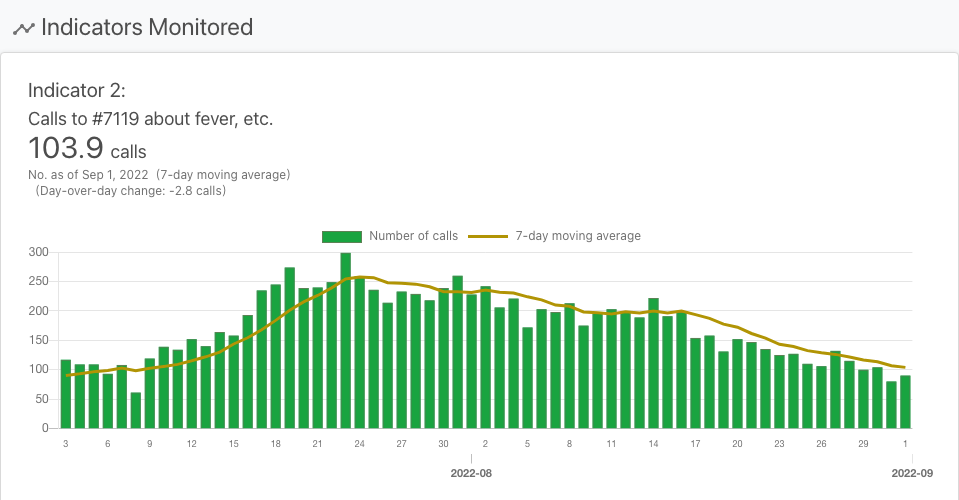 Indicators Monitored
Indicator 2:
Calls to #7119 about fever, etc.
103.9 calls
No. as of Sep 1, 2022 (7-day moving average)
(Day-over-day change: -2.8 calls)
Number of calls 7-day moving average
300
250
200
150
100
50
0
3 6 9 12 15 18 21 24 27 30 2 5 8 11 14 17 20 23 26 29 1
2022-08 2022-09